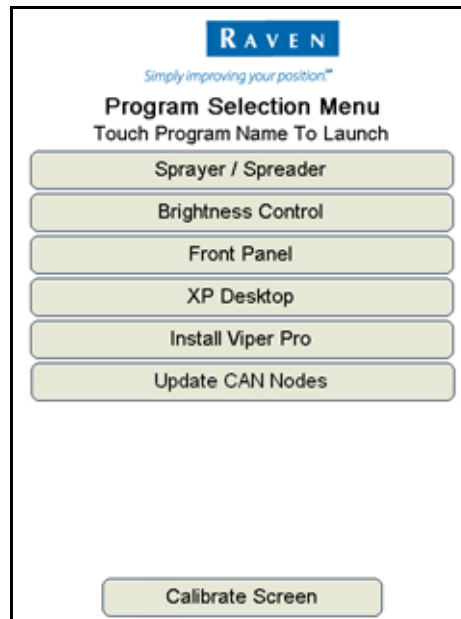 RAVEN
Simply improving your position.℠
Program Selection Menu
Touch Program Name To Launch
Sprayer / Spreader
Brightness Control
Front Panel
XP Desktop
Install Viper Pro
Update CAN Nodes
Calibrate Screen